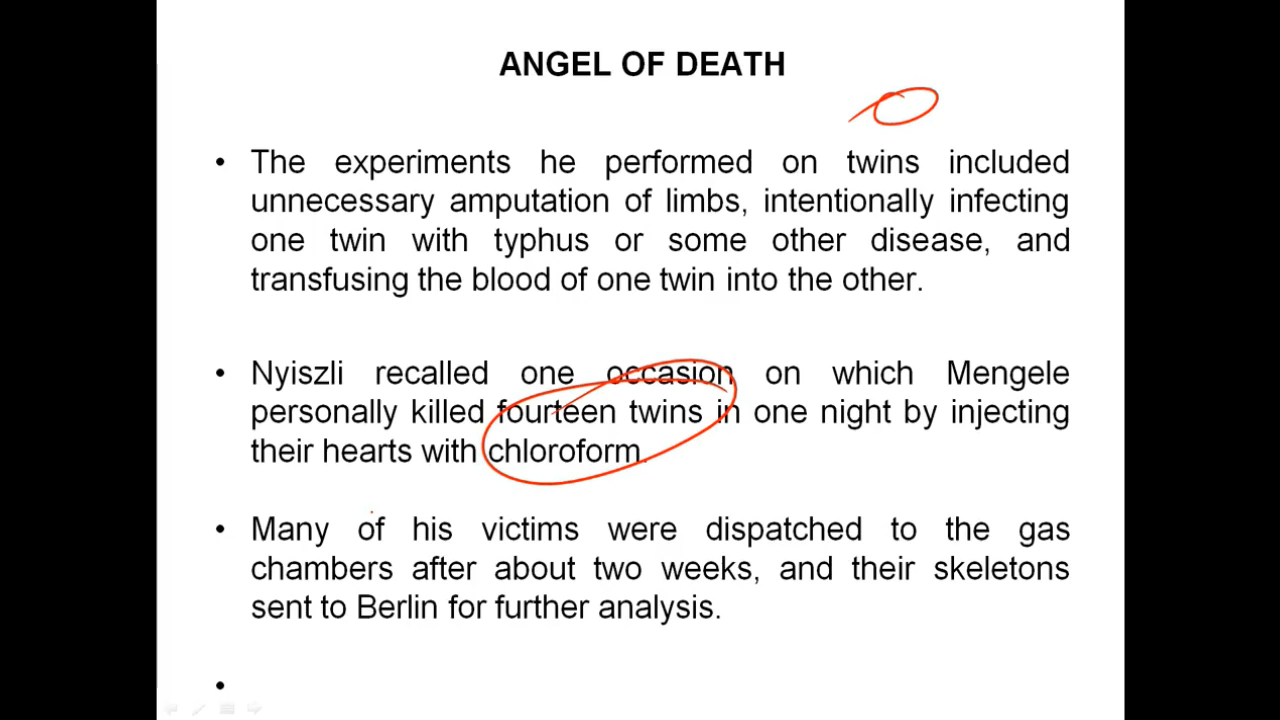 ANGEL OF DEATH
• The experiments he performed on twins included
unnecessary amputation of limbs, intentionally infecting
one twin with typhus or some other disease, and
transfusing the blood of one twin into the other.
• Nyiszli recalled one occasion on which Mengele
personally killed fourteen twins in one night by injecting
their hearts with chloroform.
• Many of his victims were dispatched to the gas
chambers after about two weeks, and their skeletons
sent to Berlin for further analysis.
•